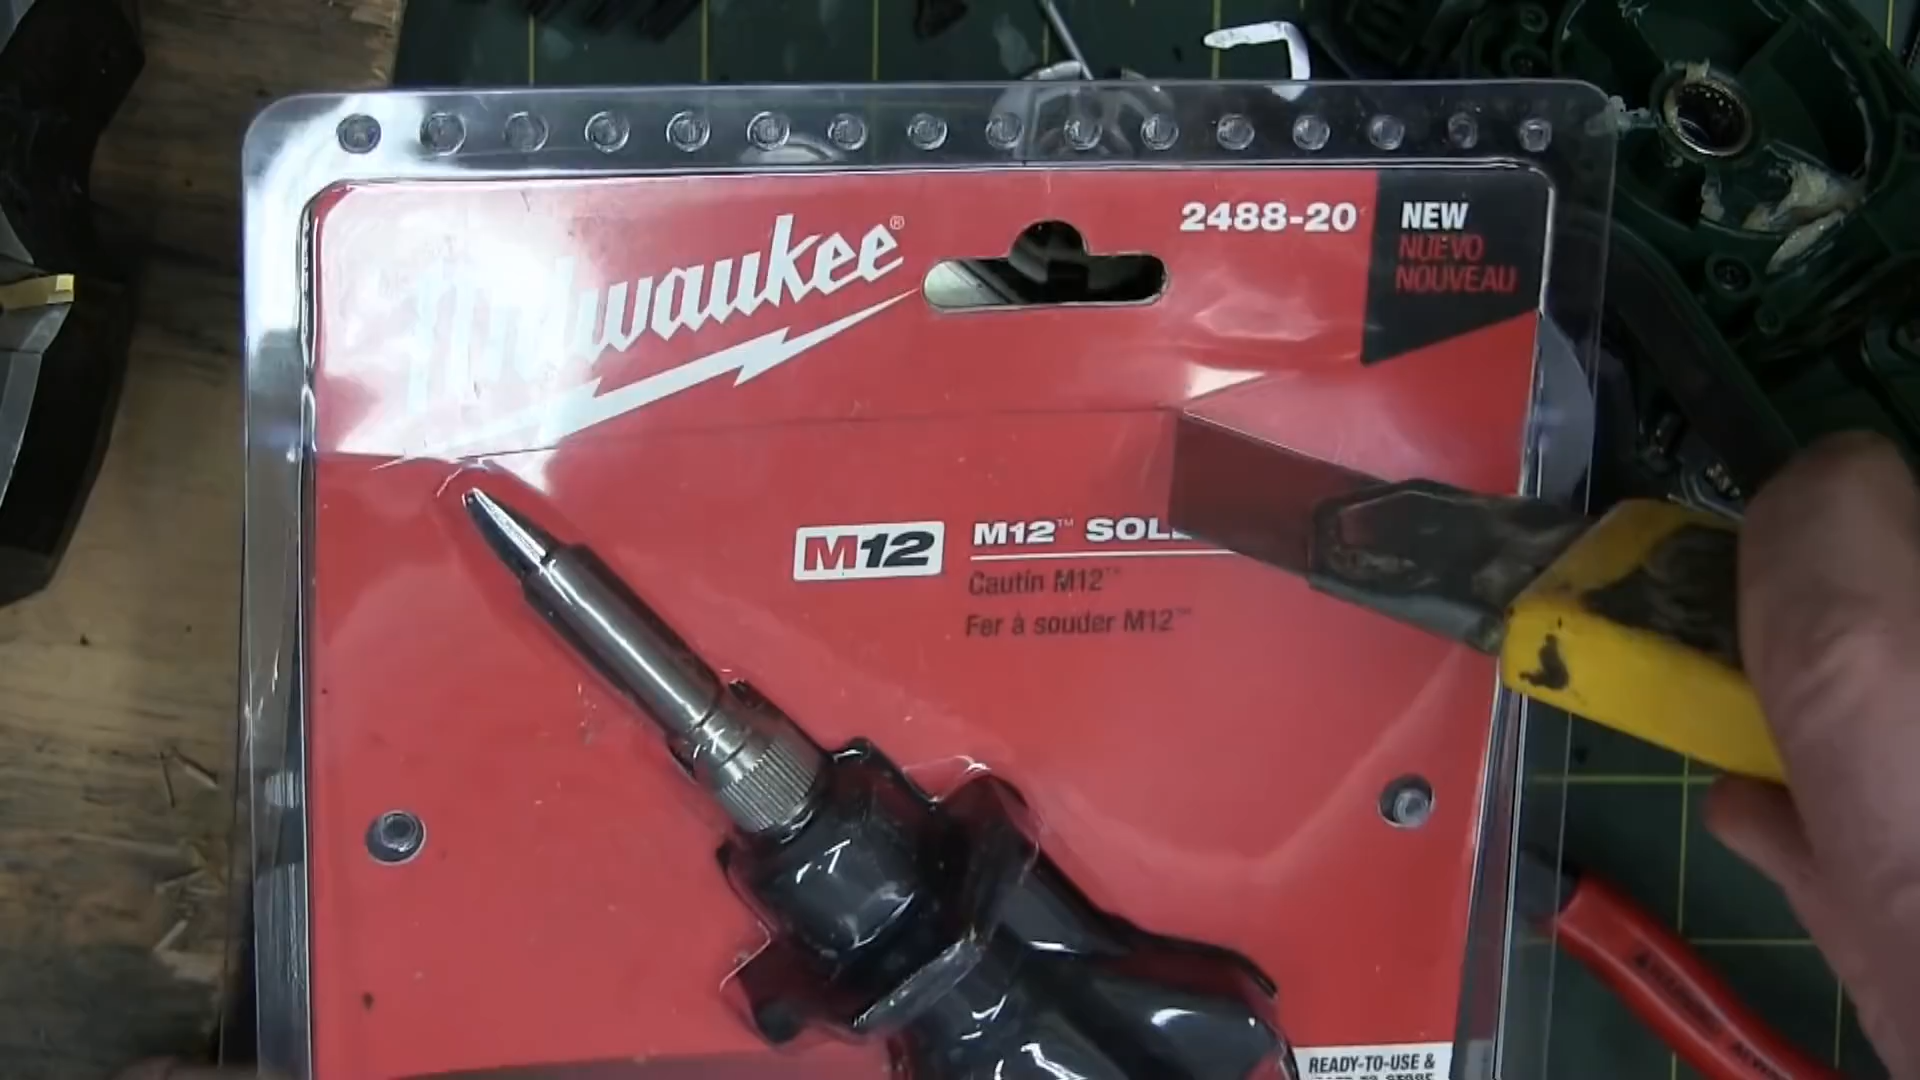 Milwaukee®
2488-20
NEW
NUEVO
NOUVEAU
M12
M12™ SOL
Cautín M12™
Fer à souder M12™
READY-TO-USE &